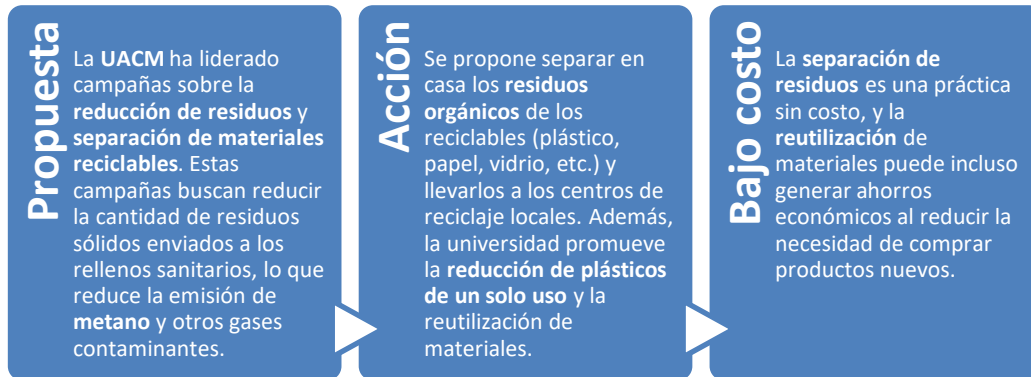 Propuesta
La UACM ha liderado
campañas sobre la
reducción de residuos y
separación de materiales
reciclables. Estas
campañas buscan reducir
la cantidad de residuos
sólidos enviados a los
rellenos sanitarios, lo que
reduce la emisión de
metano y otros gases
contaminantes.
Acción
Se propone separar en
casa los residuos
orgánicos de los
reciclables (plástico,
papel, vidrio, etc.) y
llevarlos a los centros de
reciclaje locales. Además,
la universidad promueve
la reducción de plásticos
de un solo uso y la
reutilización de
materiales.
Bajo costo
La separación de
residuos es una práctica
sin costo, y la
reutilización de
materiales puede incluso
generar ahorros
económicos al reducir la
necesidad de comprar
productos nuevos.